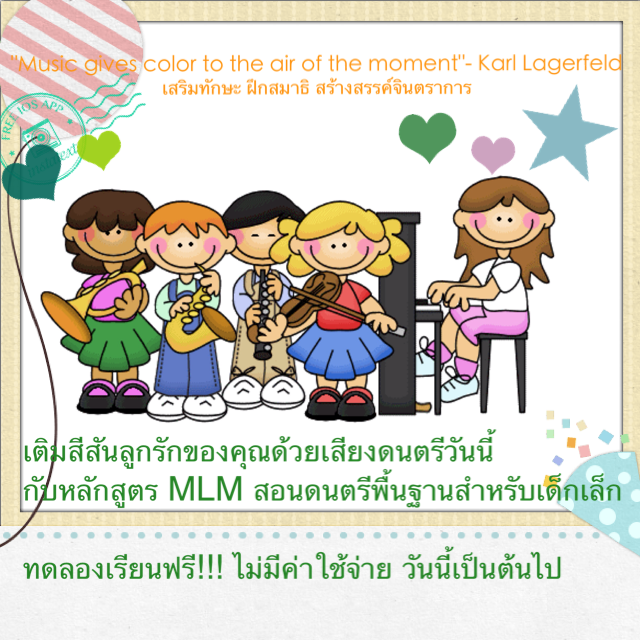 "Music gives color to the air of the moment"- Karl Lagerfeld
เสริมทักษะ ฝึกสมาธิ สร้างสรรค์จินตราการ
FREE IOS APP
เติมสีสันลูกรักของคุณด้วยเสียงดนตรีวันนี้
กับหลักสูตร MLM สอนดนตรีพื้นฐานสำหรับเด็กเล็ก
ทดลองเรียนฟรี!!! ไม่มีค่าใช้จ่าย วันนี้เป็นต้นไป